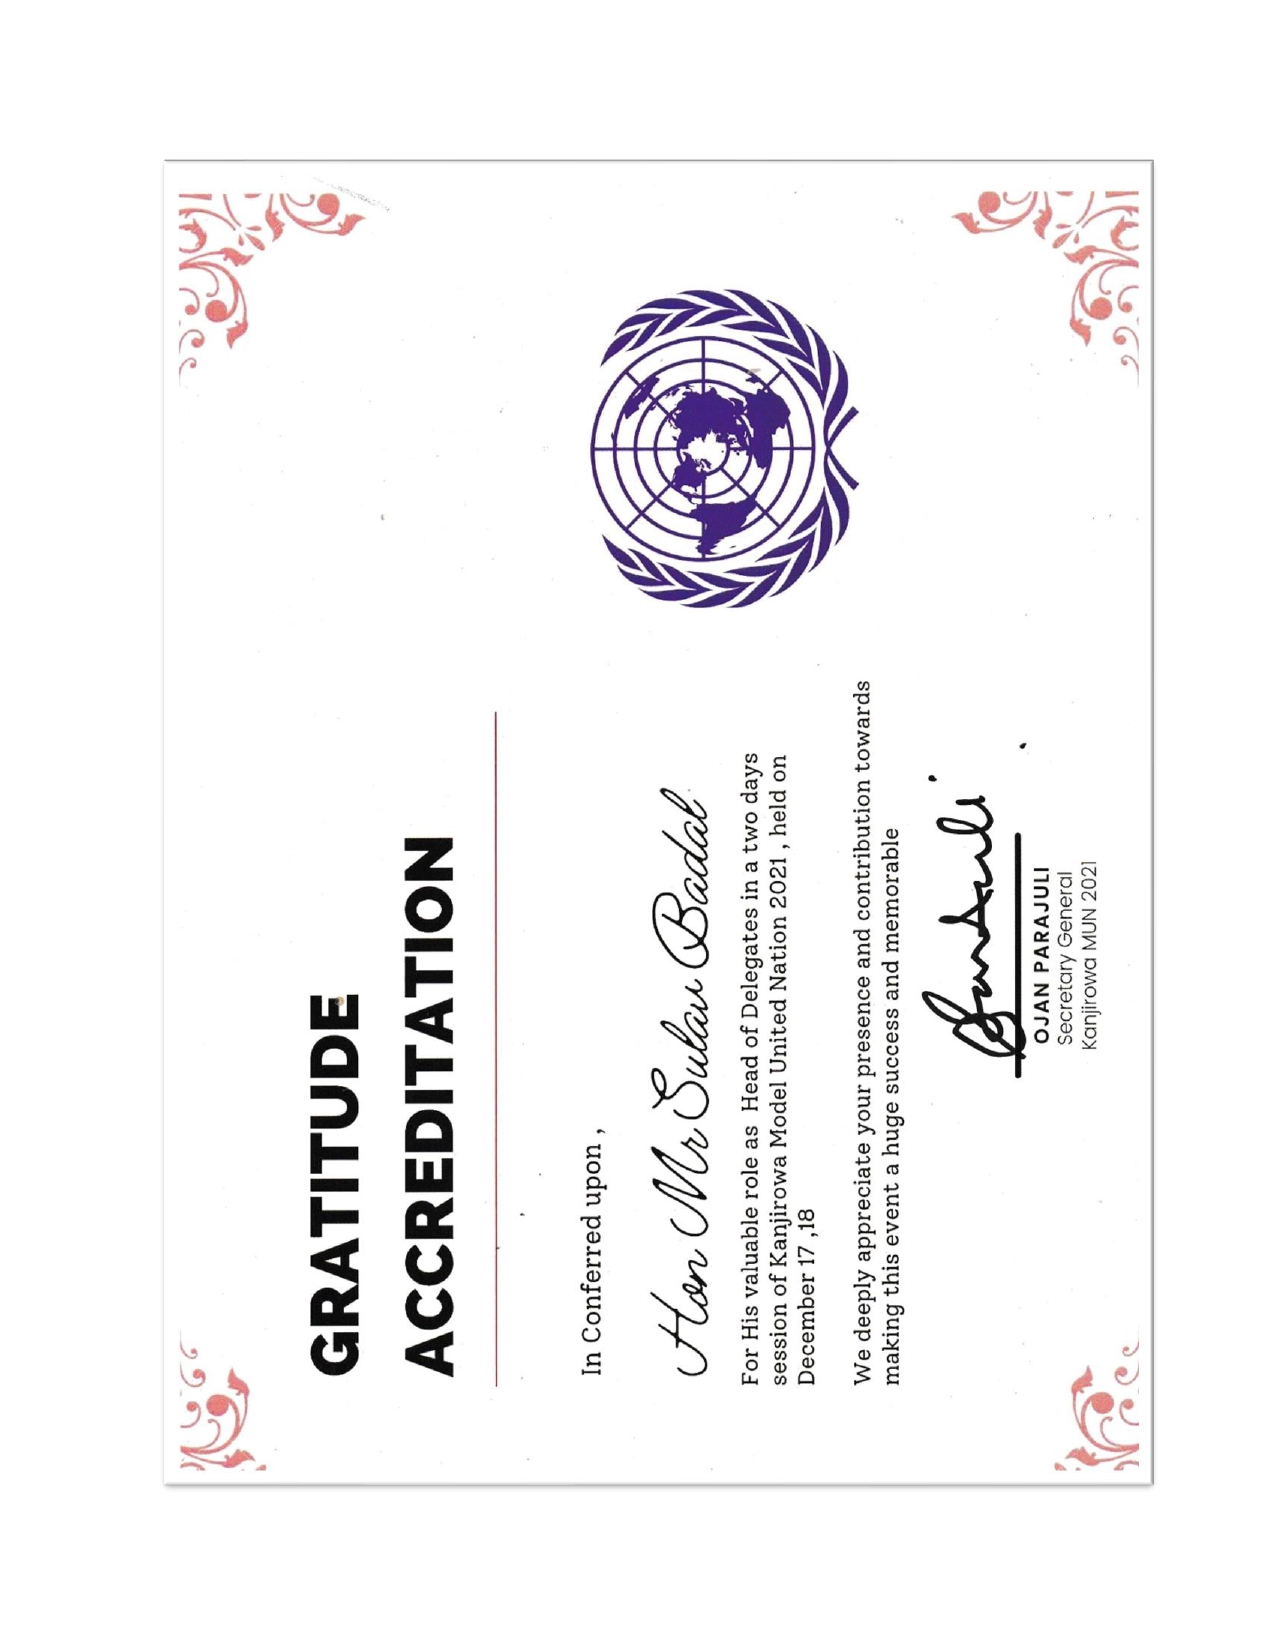 GRATITUDE
ACCREDITATION
In Conferred upon ,
Hon Mr Sulav Badal
For His valuable role as Head of Delegates in a two days
session of Kanjirowa Model United Nation 2021 , held on
December 17 ,18
We deeply appreciate your presence and contribution towards
making this event a huge success and memorable
OJAN PARAJULI
Secretary General
Kanjirowa MUN 2021